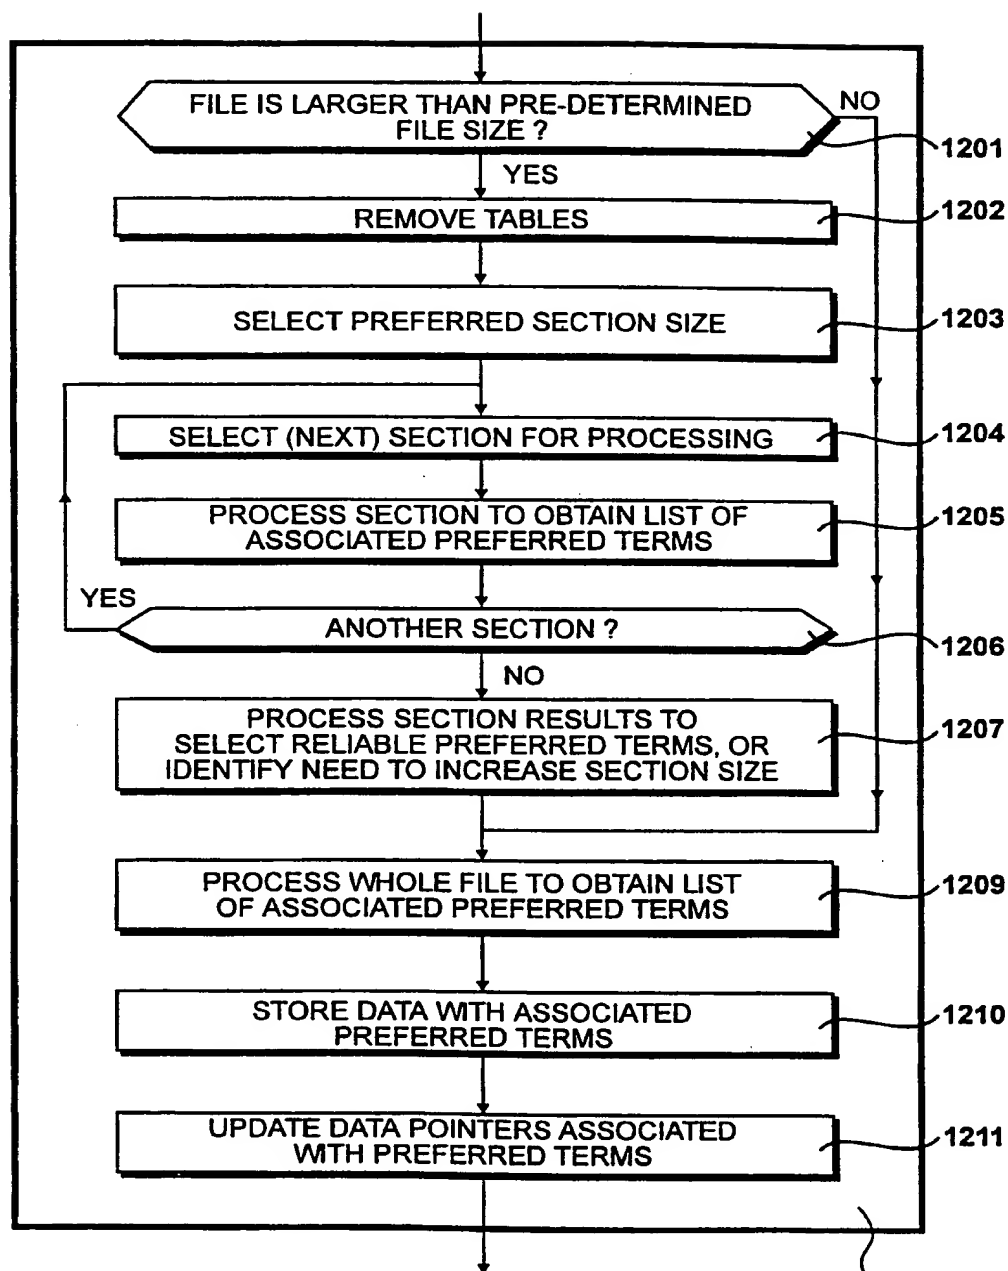 FILE IS LARGER THAN PRE-DETERMINED
FILE SIZE ?
NO
1201
YES
REMOVE TABLES
1202
SELECT PREFERRED SECTION SIZE
1203
SELECT (NEXT) SECTION FOR PROCESSING
1204
PROCESS SECTION TO OBTAIN LIST OF
ASSOCIATED PREFERRED TERMS
1205
YES
ANOTHER SECTION ?
1206
NO
PROCESS SECTION RESULTS TO
SELECT RELIABLE PREFERRED TERMS, OR
IDENTIFY NEED TO INCREASE SECTION SIZE
1207
PROCESS WHOLE FILE TO OBTAIN LIST
OF ASSOCIATED PREFERRED TERMS
1209
STORE DATA WITH ASSOCIATED
PREFERRED TERMS
1210
UPDATE DATA POINTERS ASSOCIATED
WITH PREFERRED TERMS
1211